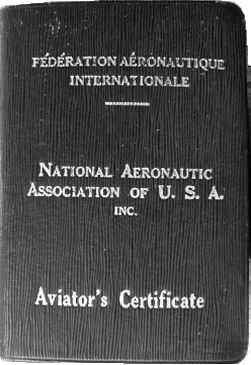 FÉDÉRATION AÉRONAUTIQUE
INTERNATIONALE
NATIONAL AERONAUTIC
ASSOCIATION OF U. S. A.
INC.
Aviator's Certificate